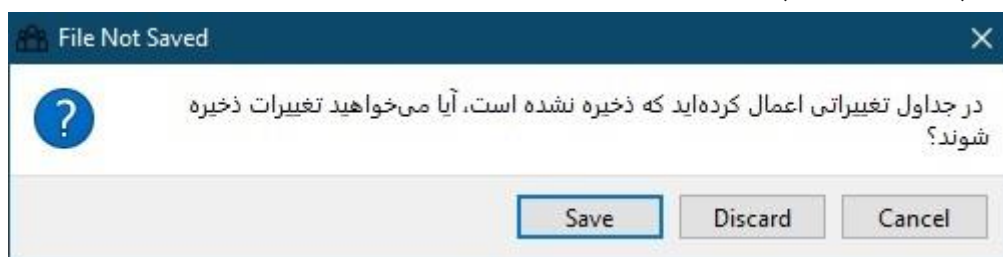 File Not Saved
در جداول تغییراتی اعمال کرده‌اید که ذخیره نشده است، آیا می‌خواهید تغییرات ذخیره
شوند؟
Save Discard Cancel